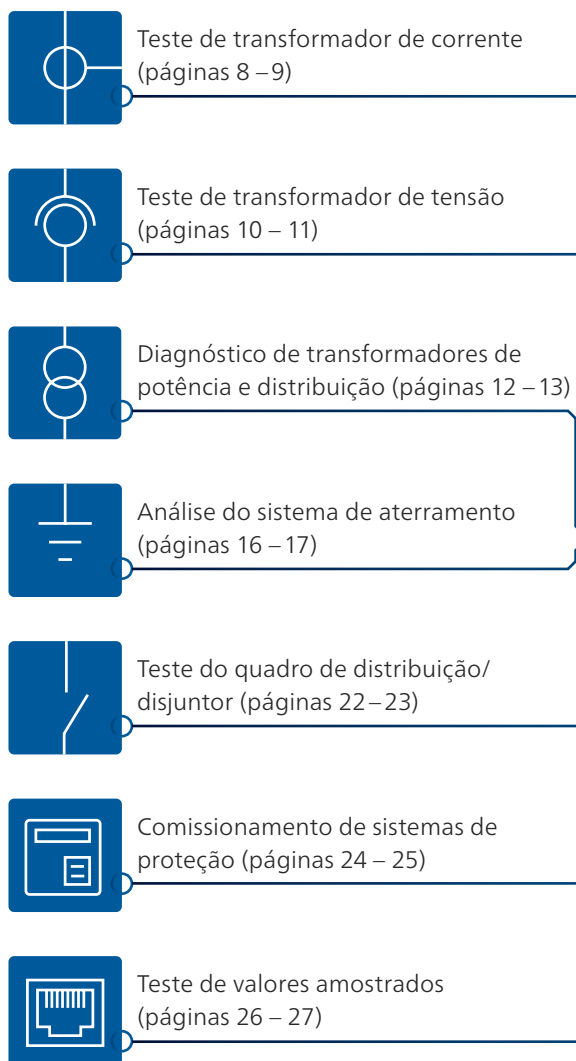 Teste de transformador de corrente
(páginas 8 – 9)
Teste de transformador de tensão
(páginas 10 – 11)
Diagnóstico de transformadores de
potência e distribuição (páginas 12 – 13)
Análise do sistema de aterramento
(páginas 16 – 17)
Teste do quadro de distribuição/
disjuntor (páginas 22 – 23)
Comissionamento de sistemas de
proteção (páginas 24 – 25)
Teste de valores amostrados
(páginas 26 – 27)